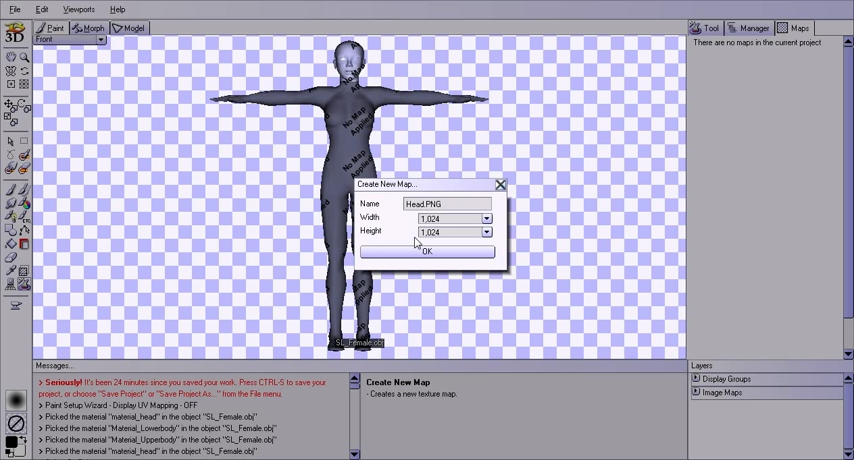 File Edit Viewports Help
3D Paint Morph Model Tool Manager Maps
Front
There are no maps in the current project
No Map
Applied
No Map
Applied
Create New Map...
Name Head.PNG
Width 1,024
Height 1,024
OK
SL_Female.obj
Messages...
> Seriously! It's been 24 minutes since you saved your work. Press CTRL-S to save your
project, or choose "Save Project" or "Save Project As..." from the File menu.
> Paint Setup Wizard - Display UV Mapping - OFF
> Picked the material "material_head" in the object "SL_Female.obj"
> Picked the material "Material_Lowerbody" in the object "SL_Female.obj"
> Picked the material "Material_Upperbody" in the object "SL_Female.obj"
> Picked the material "material_head" in the object "SL_Female.obj"
Create New Map
- Creates a new texture map.
Layers
Display Groups
Image Maps